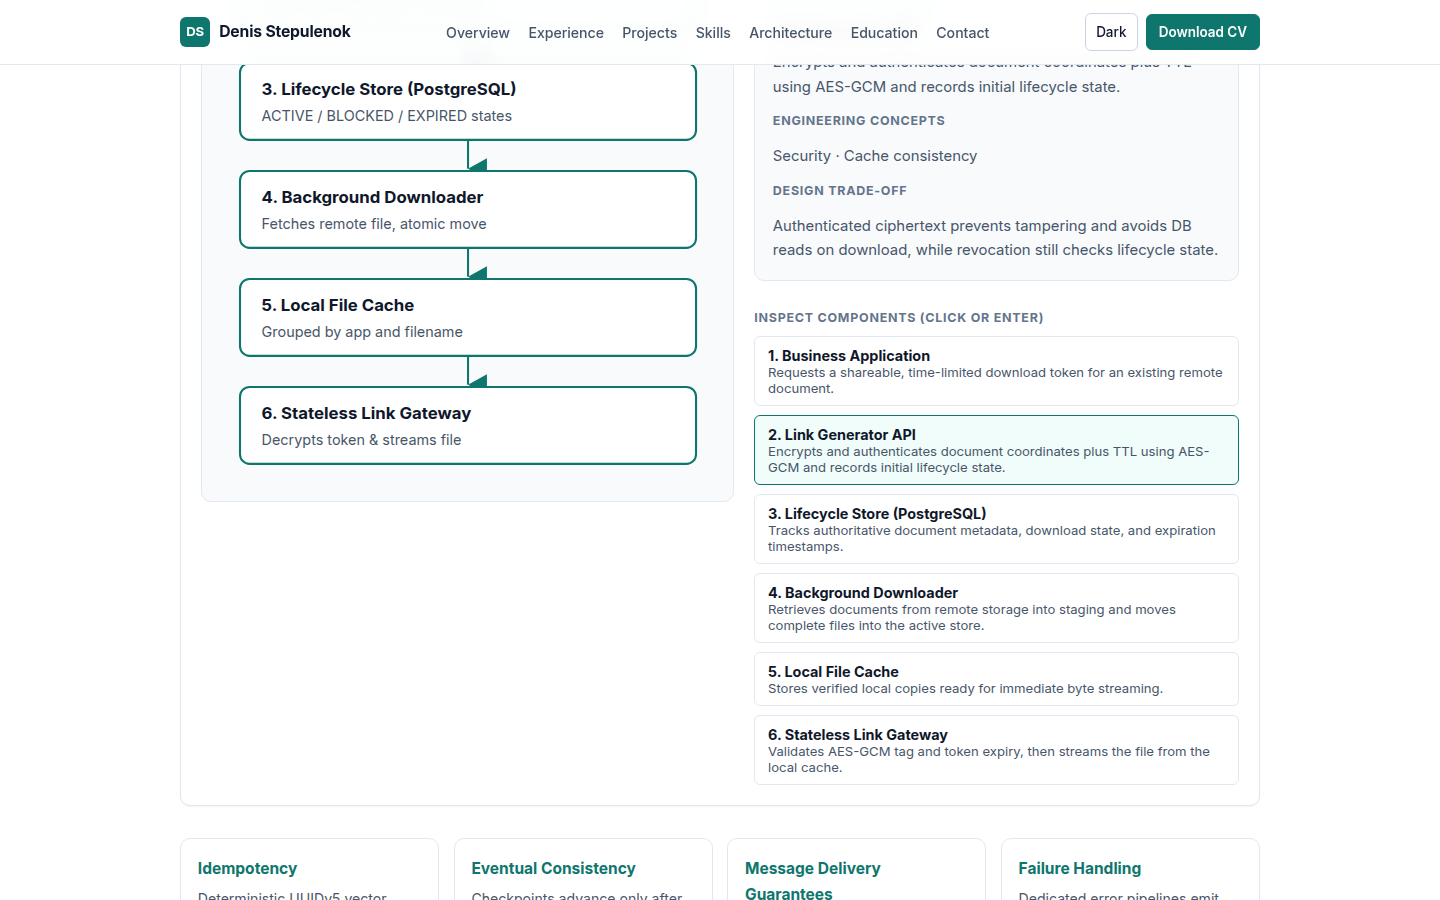 DS Denis Stepulenok Overview Experience Projects Skills Architecture Education Contact Dark Download CV
3. Lifecycle Store (PostgreSQL)
ACTIVE / BLOCKED / EXPIRED states
4. Background Downloader
Fetches remote file, atomic move
5. Local File Cache
Grouped by app and filename
6. Stateless Link Gateway
Decrypts token & streams file
Encrypts and authenticates document coordinates plus TTL
using AES-GCM and records initial lifecycle state.
ENGINEERING CONCEPTS
Security · Cache consistency
DESIGN TRADE-OFF
Authenticated ciphertext prevents tampering and avoids DB
reads on download, while revocation still checks lifecycle state.
INSPECT COMPONENTS (CLICK OR ENTER)
1. Business Application
Requests a shareable, time-limited download token for an existing remote
document.
2. Link Generator API
Encrypts and authenticates document coordinates plus TTL using AES-
GCM and records initial lifecycle state.
3. Lifecycle Store (PostgreSQL)
Tracks authoritative document metadata, download state, and expiration
timestamps.
4. Background Downloader
Retrieves documents from remote storage into staging and moves
complete files into the active store.
5. Local File Cache
Stores verified local copies ready for immediate byte streaming.
6. Stateless Link Gateway
Validates AES-GCM tag and token expiry, then streams the file from the
local cache.
Idempotency
Deterministic UUIDv5 vector
Eventual Consistency
Checkpoints advance only after
Message Delivery
Guarantees
Failure Handling
Dedicated error pipelines emit